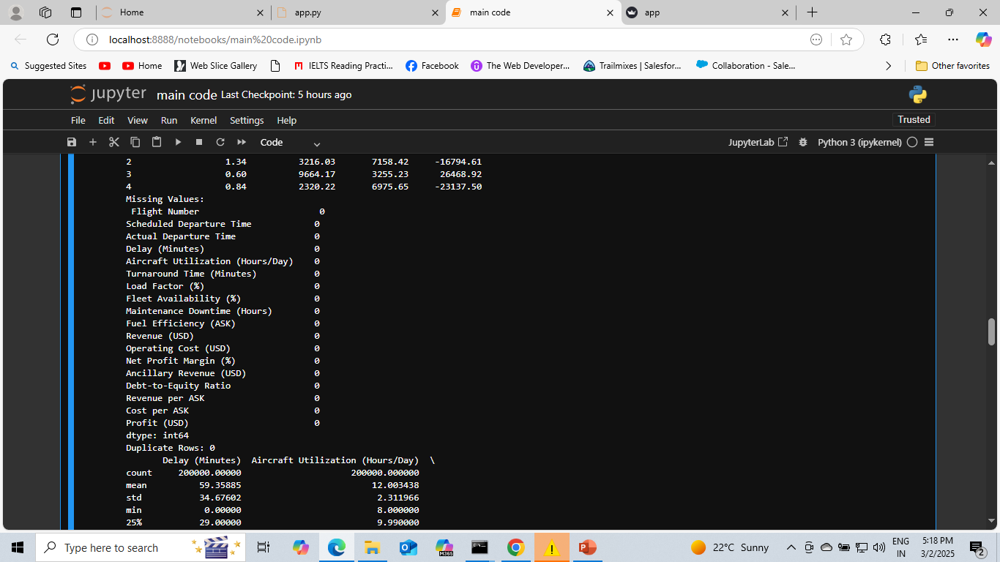 Home
app.py
main code
app
localhost:8888/notebooks/main%20code.ipynb
Suggested Sites
Home
Web Slice Gallery
IELTS Reading Practi...
Facebook
The Web Developer...
Trailmixes | Salesfor...
Collaboration - Sale...
Other favorites
jupyter main code Last Checkpoint: 5 hours ago
File Edit View Run Kernel Settings Help
Trusted
Code
JupyterLab
Python 3 (ipykernel)
2 1.34 3216.03 7158.42 -16794.61
3 0.60 9664.17 3255.23 26468.92
4 0.84 2320.22 6975.65 -23137.50
Missing Values:
Flight Number 0
Scheduled Departure Time 0
Actual Departure Time 0
Delay (Minutes) 0
Aircraft Utilization (Hours/Day) 0
Turnaround Time (Minutes) 0
Load Factor (%) 0
Fleet Availability (%) 0
Maintenance Downtime (Hours) 0
Fuel Efficiency (ASK) 0
Revenue (USD) 0
Operating Cost (USD) 0
Net Profit Margin (%) 0
Ancillary Revenue (USD) 0
Debt-to-Equity Ratio 0
Revenue per ASK 0
Cost per ASK 0
Profit (USD) 0
dtype: int64
Duplicate Rows: 0
Delay (Minutes) Aircraft Utilization (Hours/Day) \
count 200000.00000 200000.000000
mean 59.35885 12.003438
std 34.67602 2.311966
min 0.00000 8.000000
25% 29.00000 9.990000
Type here to search
M365
22°C Sunny
ENG
IN
5:18 PM
3/2/2025
2